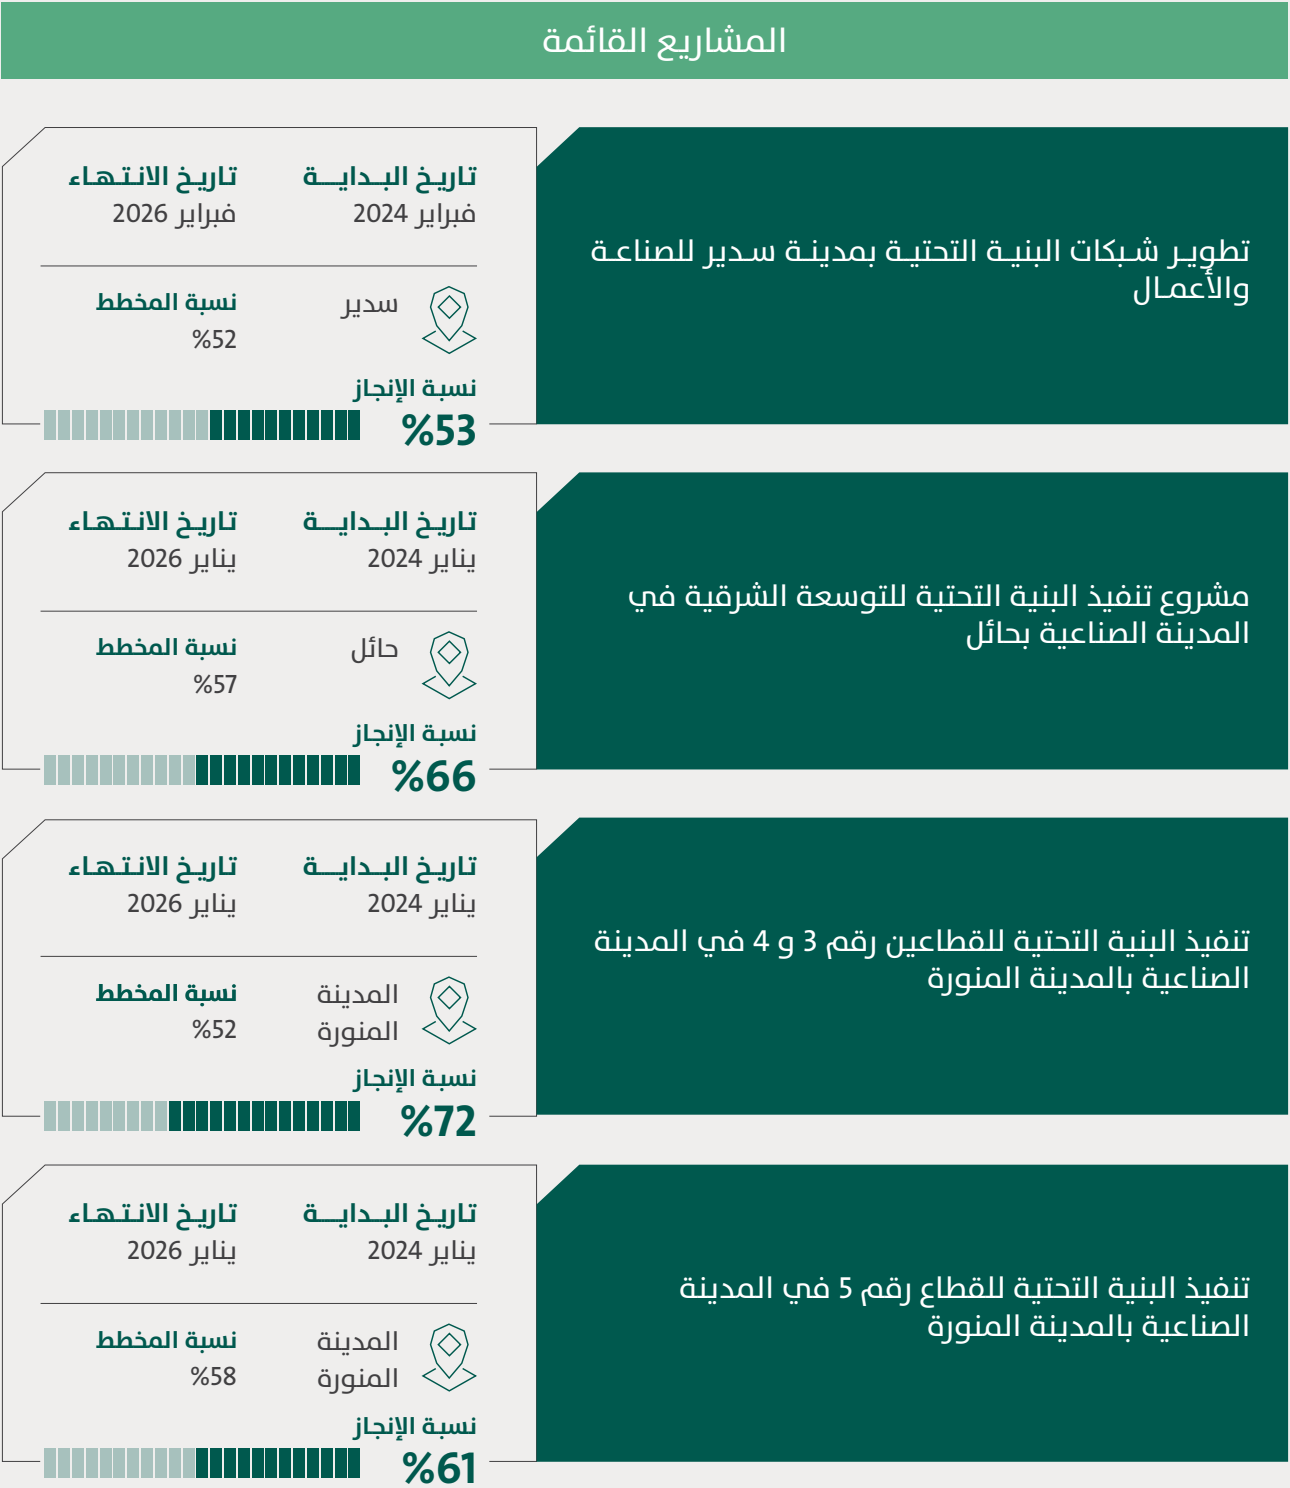 المشاريع القائمة
تطوير شبكات البنية التحتية بمدينة سدير للصناعة
والأعمال
تاريخ البداية
فبراير 2024
تاريخ الانتهاء
فبراير 2026
سدير
نسبة المخطط
%52
نسبة الإنجاز
%53
مشروع تنفيذ البنية التحتية للتوسعة الشرقية في
المدينة الصناعية بحائل
تاريخ البداية
يناير 2024
تاريخ الانتهاء
يناير 2026
حائل
نسبة المخطط
%57
نسبة الإنجاز
%66
تنفيذ البنية التحتية للقطاعين رقم 3 و 4 في المدينة
الصناعية بالمدينة المنورة
تاريخ البداية
يناير 2024
تاريخ الانتهاء
يناير 2026
المدينة
المنورة
نسبة المخطط
%52
نسبة الإنجاز
%72
تنفيذ البنية التحتية للقطاع رقم 5 في المدينة
الصناعية بالمدينة المنورة
تاريخ البداية
يناير 2024
تاريخ الانتهاء
يناير 2026
المدينة
المنورة
نسبة المخطط
%58
نسبة الإنجاز
%61